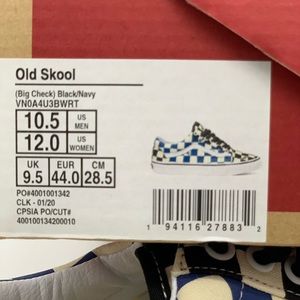 Old Skool
(Big Check) Black/Navy
VN0A4U3BWRT
10.5 US MEN
12.0 US WOMEN
UK EUR CM
9.5 44.0 28.5
PO#4001001342
CLK - 01/20
CPSIA PO/CUT#
400100134200010
1 94116 27883 2